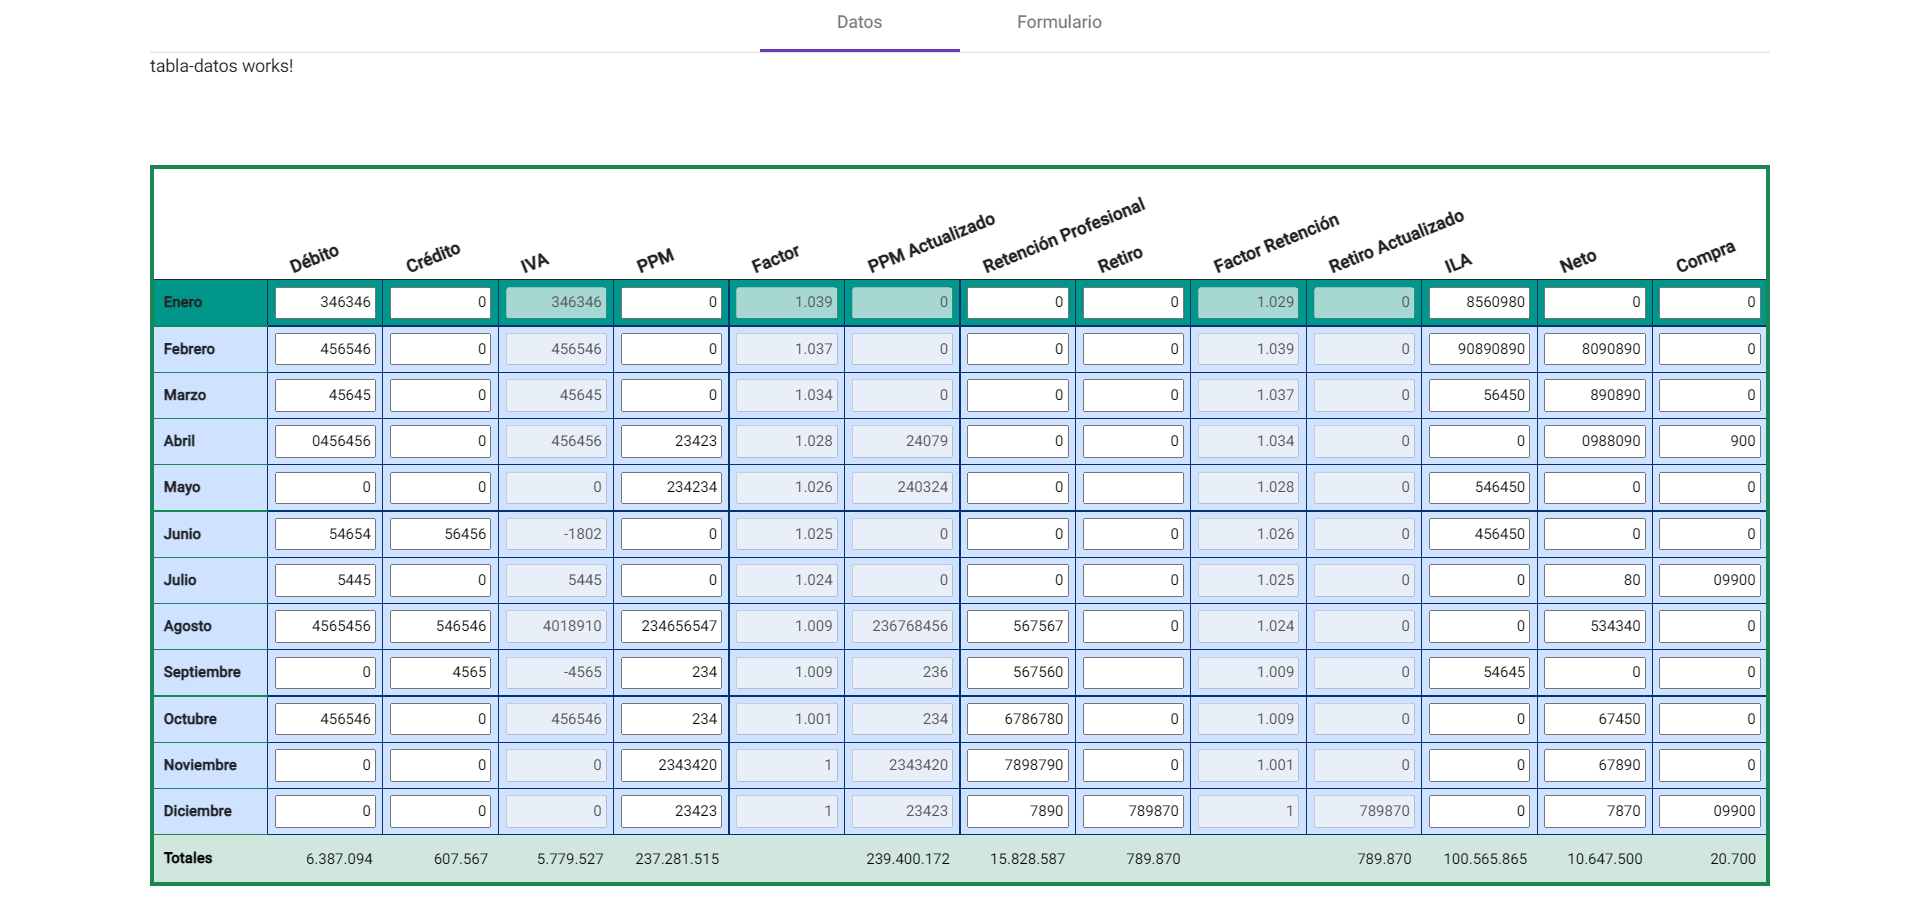 Datos Formulario
tabla-datos works!
Débito Crédito IVA PPM Factor PPM Actualizado Retención Profesional Retiro Factor Retención Retiro Actualizado ILA Neto Compra
Enero 346346 0 346346 0 1.039 0 0 0 1.029 0 8560980 0 0
Febrero 456546 0 456546 0 1.037 0 0 0 1.039 0 90890890 8090890 0
Marzo 45645 0 45645 0 1.034 0 0 0 1.037 0 56450 890890 0
Abril 0456456 0 456456 23423 1.028 24079 0 0 1.034 0 0 0988090 900
Mayo 0 0 0 234234 1.026 240324 0 1.028 0 546450 0 0
Junio 54654 56456 -1802 0 1.025 0 0 0 1.026 0 456450 0 0
Julio 5445 0 5445 0 1.024 0 0 0 1.025 0 0 80 09900
Agosto 4565456 546546 4018910 234656547 1.009 236768456 567567 0 1.024 0 0 534340 0
Septiembre 0 4565 -4565 234 1.009 236 567560 1.009 0 54645 0 0
Octubre 456546 0 456546 234 1.001 234 6786780 0 1.009 0 0 67450 0
Noviembre 0 0 0 2343420 1 2343420 7898790 0 1.001 0 0 67890 0
Diciembre 0 0 0 23423 1 23423 7890 789870 1 789870 0 7870 09900
Totales 6.387.094 607.567 5.779.527 237.281.515 239.400.172 15.828.587 789.870 789.870 100.565.865 10.647.500 20.700